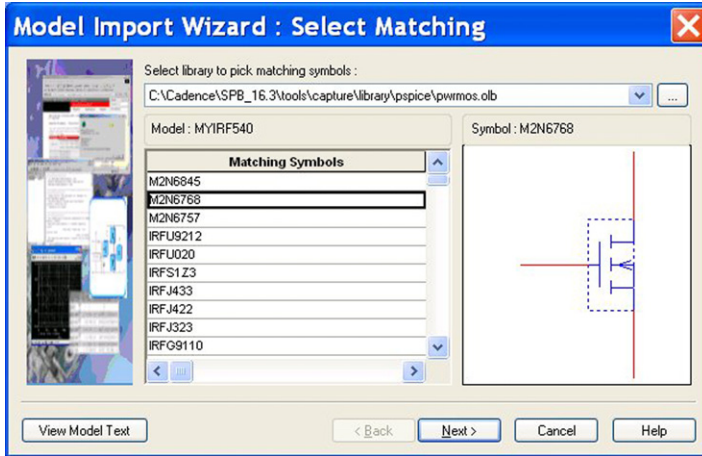 Model Import Wizard : Select Matching
Select library to pick matching symbols :
C:\Cadence\SPB_16.3\tools\capture\library\pspice\pwrmos.olb
...
Model : MYIRF540
Symbol : M2N6768
Matching Symbols
M2N6845
M2N6768
M2N6757
IRFU9212
IRFU020
IRFS1Z3
IRFJ433
IRFJ422
IRFJ323
IRFG9110
View Model Text
< Back
Next >
Cancel
Help